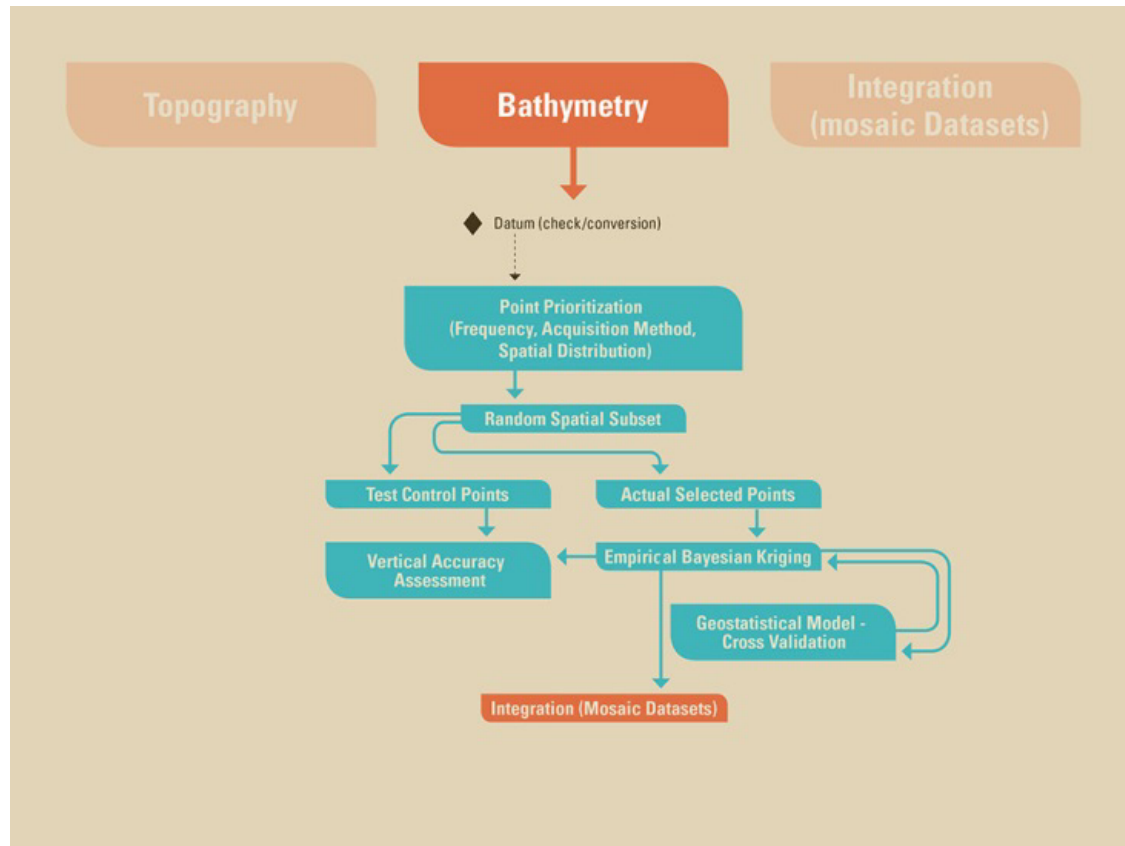 Topography
Bathymetry
Integration
(mosaic Datasets)
Datum (check/conversion)
Point Prioritization
(Frequency, Acquisition Method,
Spatial Distribution)
Random Spatial Subset
Test Control Points
Actual Selected Points
Vertical Accuracy
Assessment
Empirical Bayesian Kriging
Geostatistical Model -
Cross Validation
Integration (Mosaic Datasets)